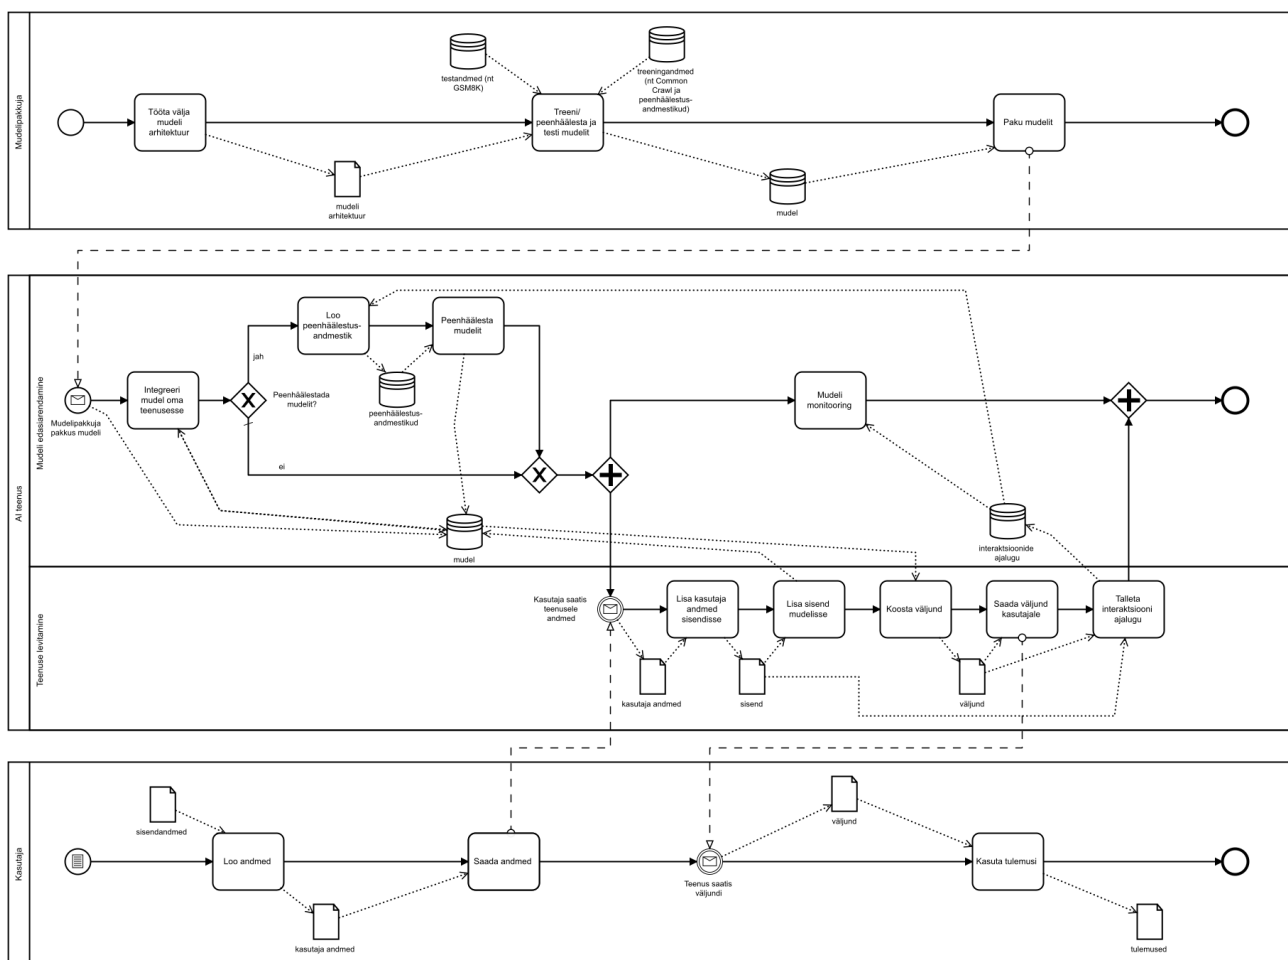 Mudelipakkuja
Tööta välja
mudeli
arhitektuur
mudeli
arhitektuur
testandmed (nt
GSM8K)
treeningandmed
(nt Common
Crawl ja
peenhäälestus-
andmestikud)
Treeni/
peenhäälesta ja
testi mudelit
mudel
Paku mudelit
AI teenus
Mudeli edasiarendamine
Mudelipakkuja
pakkus mudeli
Integreeri
mudel oma
teenusesse
jah
Peenhäälestada
mudelit?
ei
Loo
peenhäälestus-
andmestik
Peenhäälesta
mudelit
peenhäälestus-
andmestikud
mudel
Mudeli
monitooring
interaktsioonide
ajalugu
Teenuse levitamine
Kasutaja saatis
teenusele
andmed
Lisa kasutaja
andmed
sisendisse
Lisa sisend
mudelisse
Koosta väljund
Saada väljund
kasutajale
Talleta
interaktsiooni
ajalugu
kasutaja andmed
sisend
väljund
Kasutaja
sisendandmed
Loo andmed
kasutaja andmed
Saada andmed
Teenus saatis
väljundi
väljund
Kasuta tulemusi
tulemused